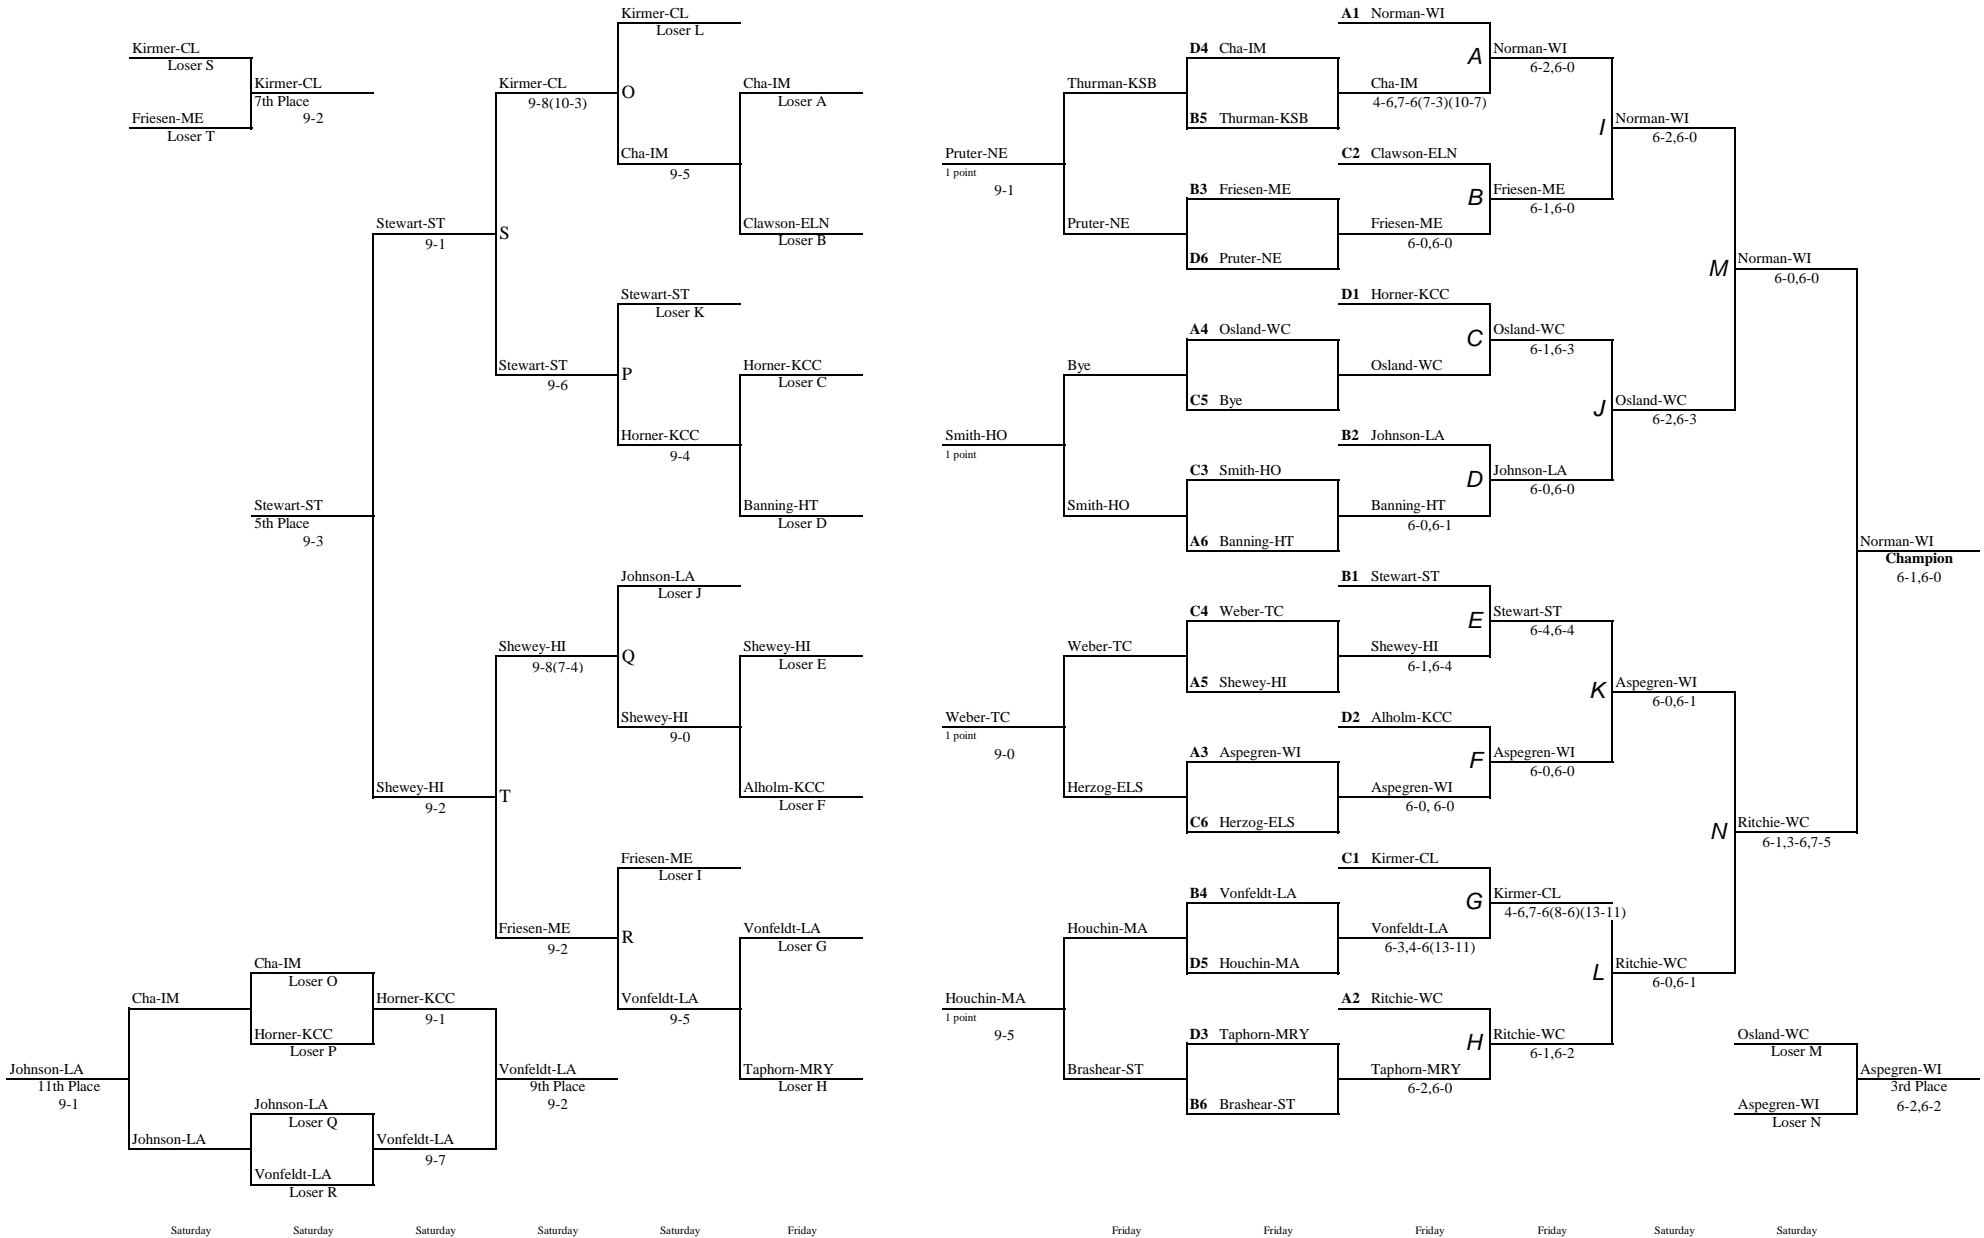 Kirmer-CL
Loser S
Kirmer-CL
7th Place
9-2
Friesen-ME
Loser T
Kirmer-CL
Loser L
Kirmer-CL
9-8(10-3)
O
Cha-IM
Loser A
Cha-IM
9-5
Clawson-ELN
Loser B
Stewart-ST
9-1
S
Stewart-ST
Loser K
Stewart-ST
9-6
P
Horner-KCC
Loser C
Horner-KCC
9-4
Banning-HT
Loser D
Stewart-ST
5th Place
9-3
Johnson-LA
Loser J
Shewey-HI
9-8(7-4)
Q
Shewey-HI
Loser E
Shewey-HI
9-0
Alholm-KCC
Loser F
Shewey-HI
9-2
T
Friesen-ME
Loser I
Friesen-ME
9-2
R
Vonfeldt-LA
Loser G
Vonfeldt-LA
9-5
Taphorn-MRY
Loser H
Cha-IM
Loser O
Cha-IM
Horner-KCC
9-1
Horner-KCC
Loser P
Johnson-LA
11th Place
9-1
Vonfeldt-LA
9th Place
9-2
Johnson-LA
Loser Q
Johnson-LA
Vonfeldt-LA
9-7
Vonfeldt-LA
Loser R
A1 Norman-WI
D4 Cha-IM
A
Norman-WI
6-2,6-0
Thurman-KSB
Cha-IM
4-6,7-6(7-3)(10-7)
B5 Thurman-KSB
I
Norman-WI
6-2,6-0
Pruter-NE
1 point
9-1
C2 Clawson-ELN
B3 Friesen-ME
B
Friesen-ME
6-1,6-0
Pruter-NE
Friesen-ME
6-0,6-0
D6 Pruter-NE
M
Norman-WI
6-0,6-0
D1 Horner-KCC
A4 Osland-WC
C
Osland-WC
6-1,6-3
Bye
Osland-WC
C5 Bye
J
Osland-WC
6-2,6-3
Smith-HO
1 point
B2 Johnson-LA
C3 Smith-HO
D
Johnson-LA
6-0,6-0
Smith-HO
Banning-HT
6-0,6-1
A6 Banning-HT
Norman-WI
Champion
6-1,6-0
B1 Stewart-ST
C4 Weber-TC
E
Stewart-ST
6-4,6-4
Weber-TC
Shewey-HI
6-1,6-4
A5 Shewey-HI
K
Aspegren-WI
6-0,6-1
Weber-TC
1 point
9-0
D2 Alholm-KCC
A3 Aspegren-WI
F
Aspegren-WI
6-0,6-0
Herzog-ELS
Aspegren-WI
6-0, 6-0
C6 Herzog-ELS
N
Ritchie-WC
6-1,3-6,7-5
C1 Kirmer-CL
B4 Vonfeldt-LA
G
Kirmer-CL
4-6,7-6(8-6)(13-11)
Houchin-MA
Vonfeldt-LA
6-3,4-6(13-11)
D5 Houchin-MA
L
Ritchie-WC
6-0,6-1
Houchin-MA
1 point
9-5
A2 Ritchie-WC
D3 Taphorn-MRY
H
Ritchie-WC
6-1,6-2
Brashear-ST
Taphorn-MRY
6-2,6-0
B6 Brashear-ST
Osland-WC
Loser M
Aspegren-WI
3rd Place
6-2,6-2
Aspegren-WI
Loser N
Saturday Saturday Saturday Saturday Saturday Friday Friday Friday Friday Friday Saturday Saturday